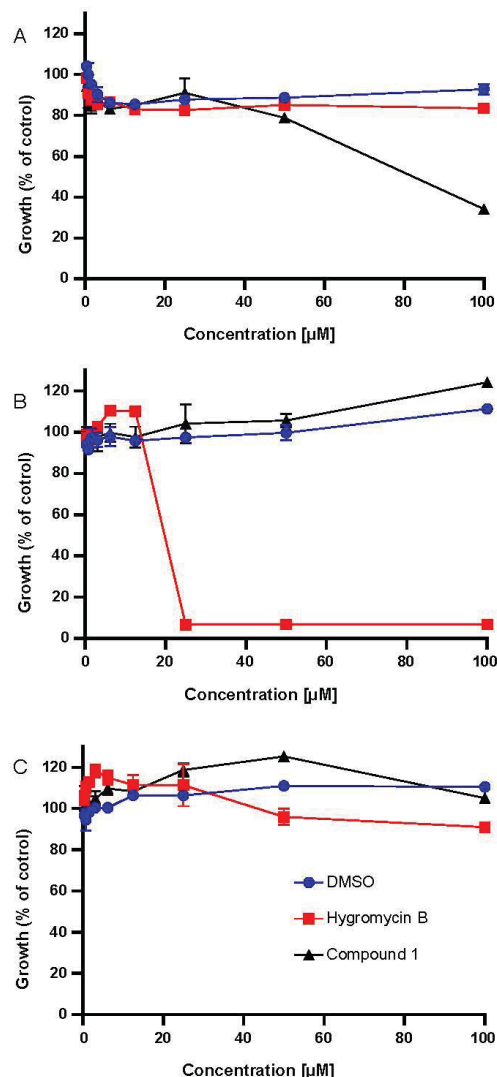 A
100
80
60
40
20
0
Growth (% of cotrol)
0 20 40 60 80 100
Concentration [µM]
B
120
100
80
60
40
20
0
Growth (% of cotrol)
0 20 40 60 80 100
Concentration [µM]
C
120
100
80
60
40
20
0
Growth (% of cotrol)
DMSO
Hygromycin B
Compound 1
0 20 40 60 80 100
Concentration [µM]